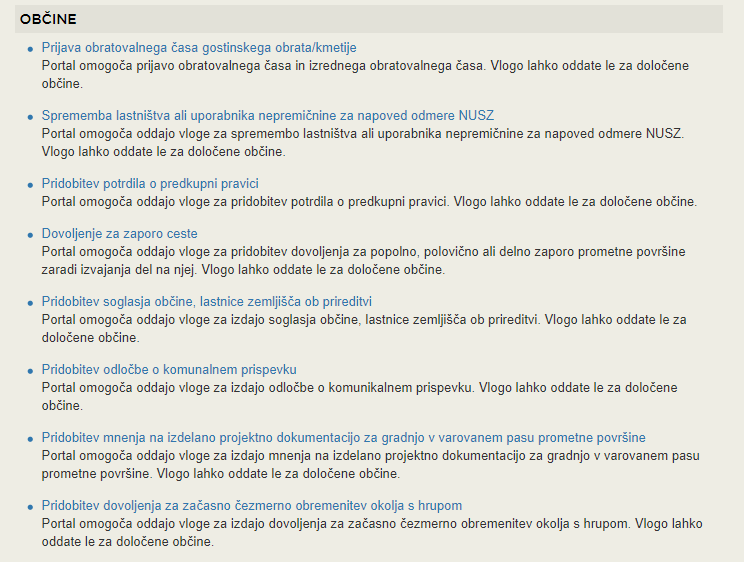 OBČINE
Prijava obratovalnega časa gostinskega obrata/kmetije
Portal omogoča prijavo obratovalnega časa in izrednega obratovalnega časa. Vlogo lahko oddate le za določene
občine.
Sprememba lastništva ali uporabnika nepremičnine za napoved odmere NUSZ
Portal omogoča oddajo vloge za spremembo lastništva ali uporabnika nepremičnine za napoved odmere NUSZ.
Vlogo lahko oddate le za določene občine.
Pridobitev potrdila o predkupni pravici
Portal omogoča oddajo vloge za pridobitev potrdila o predkupni pravici. Vlogo lahko oddate le za določene občine.
Dovoljenje za zaporo ceste
Portal omogoča oddajo vloge za pridobitev dovoljenja za popolno, polovično ali delno zaporo prometne površine
zaradi izvajanja del na njej. Vlogo lahko oddate le za določene občine.
Pridobitev soglasja občine, lastnice zemljišča ob prireditvi
Portal omogoča oddajo vloge za izdajo soglasja občine, lastnice zemljišča ob prireditvi. Vlogo lahko oddate le za
določene občine.
Pridobitev odločbe o komunalnem prispevku
Portal omogoča oddajo vloge za izdajo odločbe o komunikalnem prispevku. Vlogo lahko oddate le za določene
občine.
Pridobitev mnenja na izdelano projektno dokumentacijo za gradnjo v varovanem pasu prometne površine
Portal omogoča oddajo vloge za izdajo mnenja na izdelano projektno dokumentacijo za gradnjo v varovanem pasu
prometne površine. Vlogo lahko oddate le za določene občine.
Pridobitev dovoljenja za začasno čezmerno obremenitev okolja s hrupom
Portal omogoča oddajo vloge za izdajo dovoljenja za začasno čezmerno obremenitev okolja s hrupom. Vlogo lahko
oddate le za določene občine.